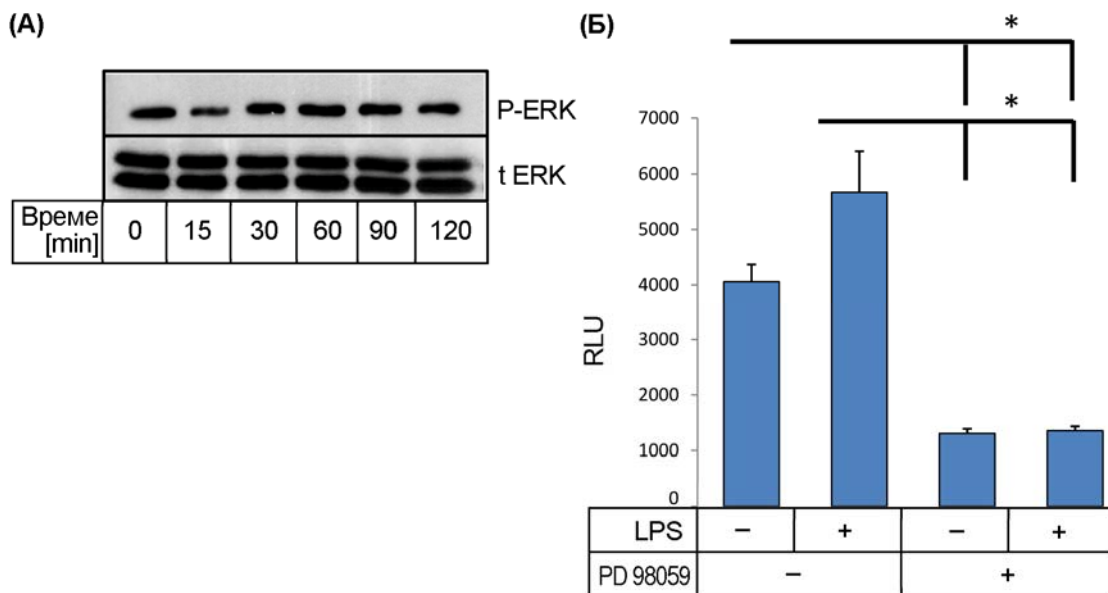 (А)
P-ERK
t ERK
Време [min] 0 15 30 60 90 120
(Б)
*
*
7000
6000
5000
4000
3000
2000
1000
0
RLU
LPS – + – +
PD 98059 – +